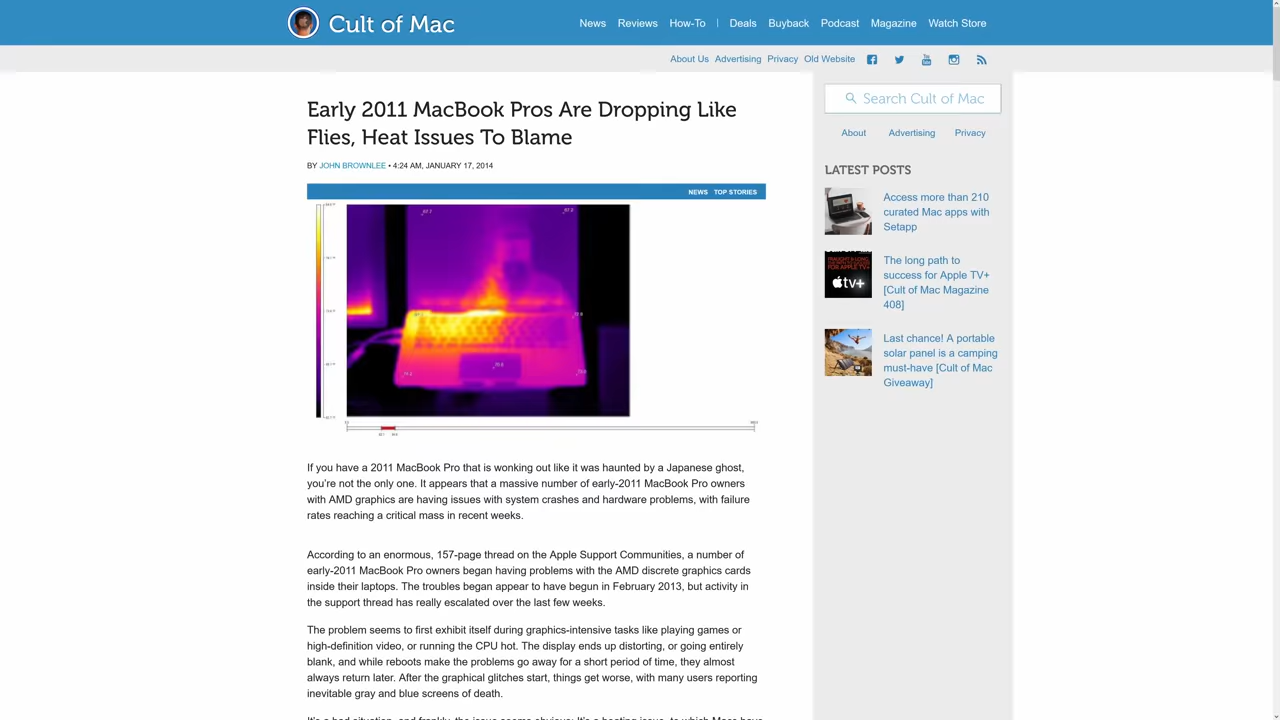 Cult of Mac
News Reviews How-To | Deals Buyback Podcast Magazine Watch Store
About Us Advertising Privacy Old Website
Search Cult of Mac
About Advertising Privacy
Early 2011 MacBook Pros Are Dropping Like
Flies, Heat Issues To Blame
BY JOHN BROWNLEE • 4:24 AM, JANUARY 17, 2014
NEWS TOP STORIES
If you have a 2011 MacBook Pro that is wonking out like it was haunted by a Japanese ghost,
you're not the only one. It appears that a massive number of early-2011 MacBook Pro owners
with AMD graphics are having issues with system crashes and hardware problems, with failure
rates reaching a critical mass in recent weeks.
According to an enormous, 157-page thread on the Apple Support Communities, a number of
early-2011 MacBook Pro owners began having problems with the AMD discrete graphics cards
inside their laptops. The troubles began appear to have begun in February 2013, but activity in
the support thread has really escalated over the last few weeks.
The problem seems to first exhibit itself during graphics-intensive tasks like playing games or
high-definition video, or running the CPU hot. The display ends up distorting, or going entirely
blank, and while reboots make the problems go away for a short period of time, they almost
always return later. After the graphical glitches start, things get worse, with many users reporting
inevitable gray and blue screens of death.
LATEST POSTS
Access more than 210
curated Mac apps with
Setapp
tv+
The long path to
success for Apple TV+
[Cult of Mac Magazine
408]
Last chance! A portable
solar panel is a camping
must-have [Cult of Mac
Giveaway]